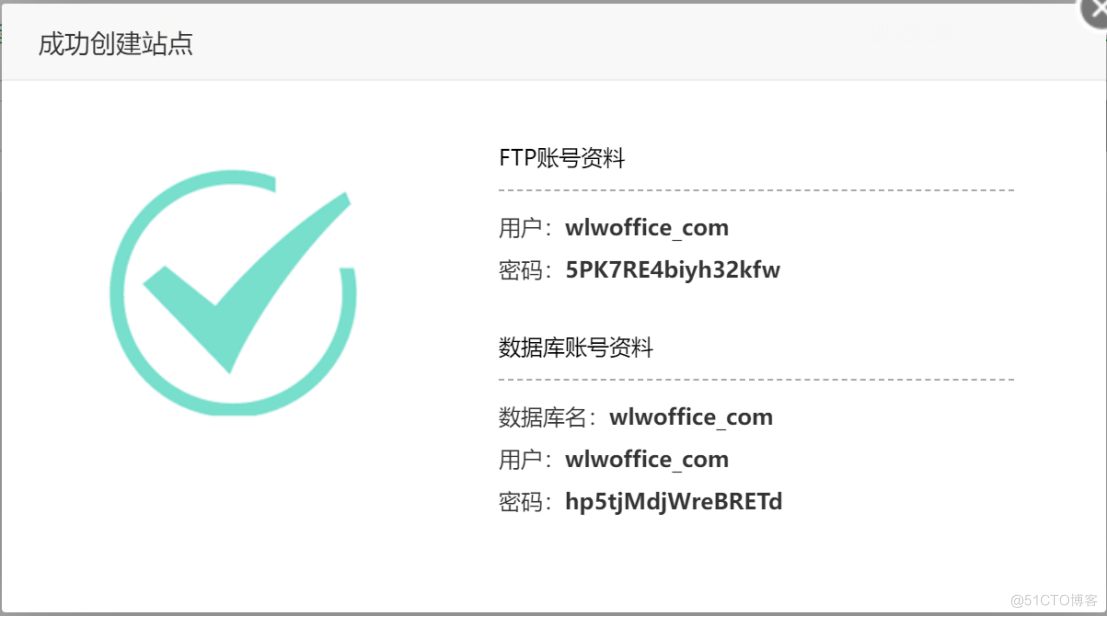 成功创建站点
FTP账号资料
用户：wlwoffice_com
密码：5PK7RE4biyh32kfw
数据库账号资料
数据库名：wlwoffice_com
用户：wlwoffice_com
密码：hp5tjMdjWreBRETd
@51CTO博客